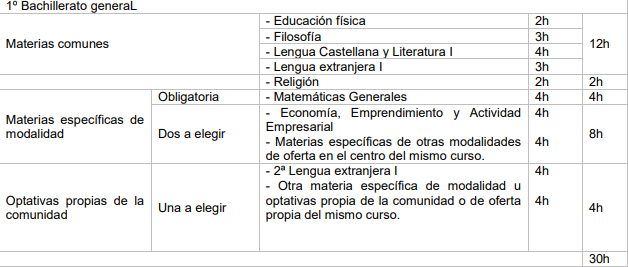 1º Bachillerato generaL
Materias comunes
- Educación física 2h
- Filosofía 3h
- Lengua Castellana y Literatura I 4h
- Lengua extranjera I 3h
12h
- Religión 2h 2h
Materias específicas de
modalidad
Obligatoria - Matemáticas Generales 4h 4h
Dos a elegir
- Economía, Emprendimiento y Actividad 4h
Empresarial
- Materias específicas de otras modalidades 4h
de oferta en el centro del mismo curso.
8h
Optativas propias de la
comunidad
Una a elegir
- 2ª Lengua extranjera I 4h
- Otra materia específica de modalidad u
optativas propia de la comunidad o de oferta 4h
propia del mismo curso.
4h
30h